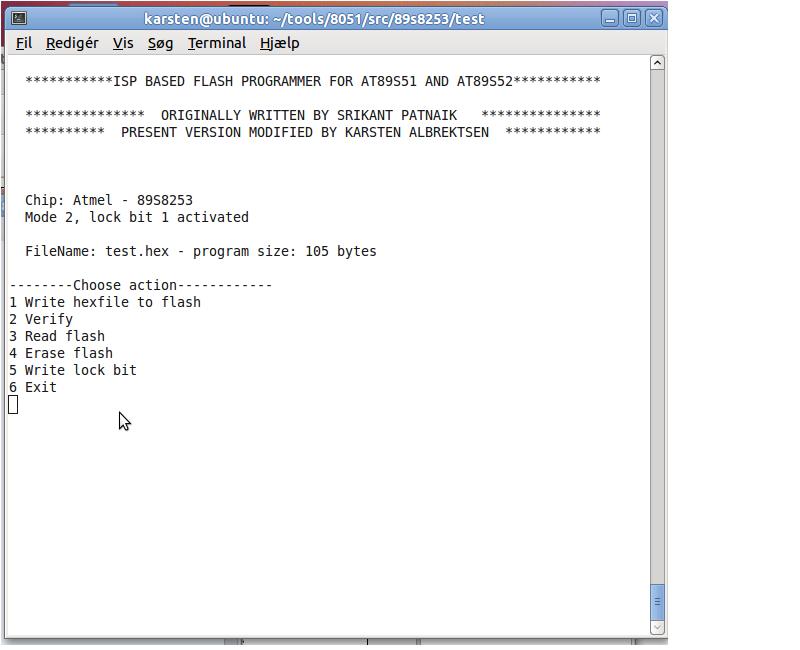 karsten@ubuntu: ~/tools/8051/src/89s8253/test
Fil Redigér Vis Søg Terminal Hjælp
***********ISP BASED FLASH PROGRAMMER FOR AT89S51 AND AT89S52***********
*************** ORIGINALLY WRITTEN BY SRIKANT PATNAIK ***************
********** PRESENT VERSION MODIFIED BY KARSTEN ALBREKTSEN ************
Chip: Atmel - 89S8253
Mode 2, lock bit 1 activated
FileName: test.hex - program size: 105 bytes
--------Choose action------------
1 Write hexfile to flash
2 Verify
3 Read flash
4 Erase flash
5 Write lock bit
6 Exit